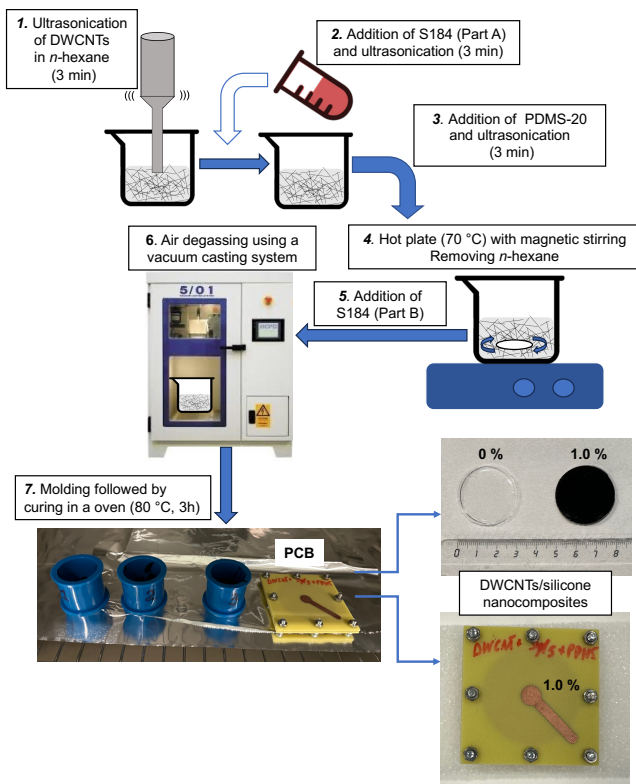 1. Ultrasonication
of DWCNTs
in n-hexane
(3 min)
2. Addition of S184 (Part A)
and ultrasonication (3 min)
3. Addition of PDMS-20
and ultrasonication
(3 min)
6. Air degassing using a
vacuum casting system
4. Hot plate (70 °C) with magnetic stirring
Removing n-hexane
5. Addition of
S184 (Part B)
5/01
7. Molding followed by
curing in a oven (80 °C, 3h)
PCB
0 %
1.0 %
0 1 2 3 4 5 6 7 8
DWCNTs/silicone
nanocomposites
DWCNT+
+PDMS
1.0 %